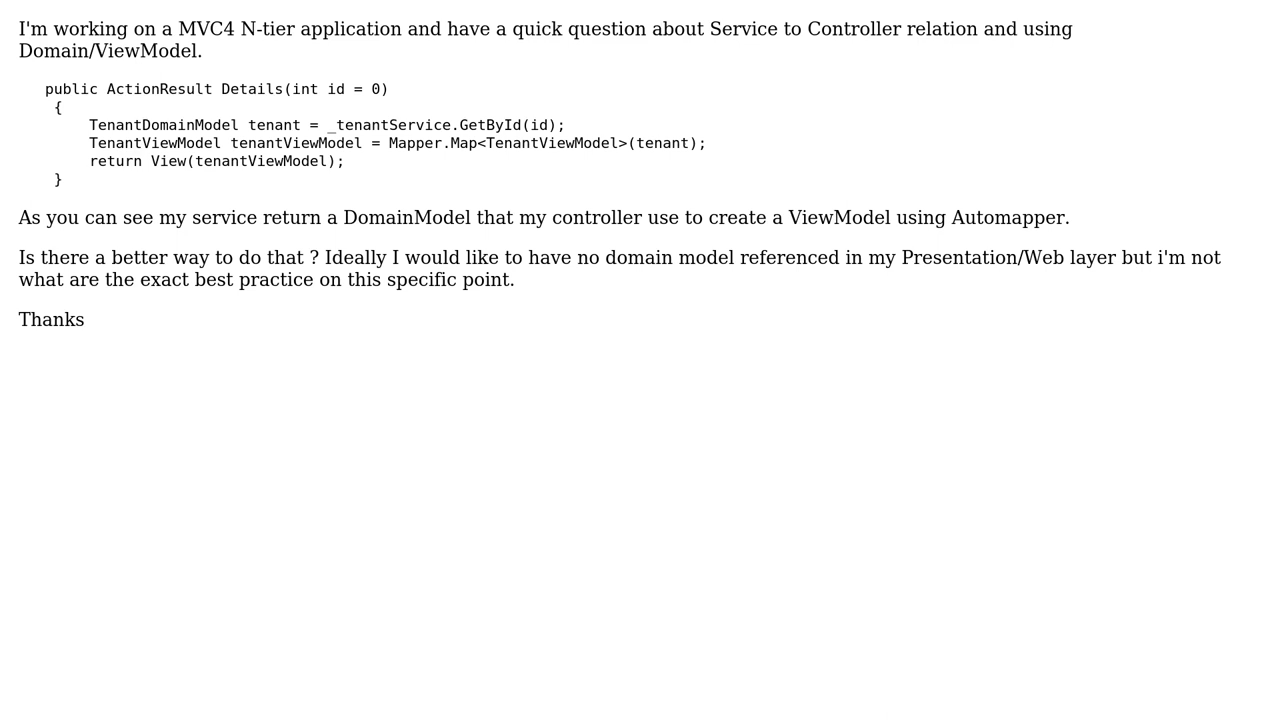 I'm working on a MVC4 N-tier application and have a quick question about Service to Controller relation and using
Domain/ViewModel.
public ActionResult Details(int id = 0)
{
TenantDomainModel tenant = _tenantService.GetById(id);
TenantViewModel tenantViewModel = Mapper.Map<TenantViewModel>(tenant);
return View(tenantViewModel);
}
As you can see my service return a DomainModel that my controller use to create a ViewModel using Automapper.
Is there a better way to do that ? Ideally I would like to have no domain model referenced in my Presentation/Web layer but i'm not
what are the exact best practice on this specific point.
Thanks